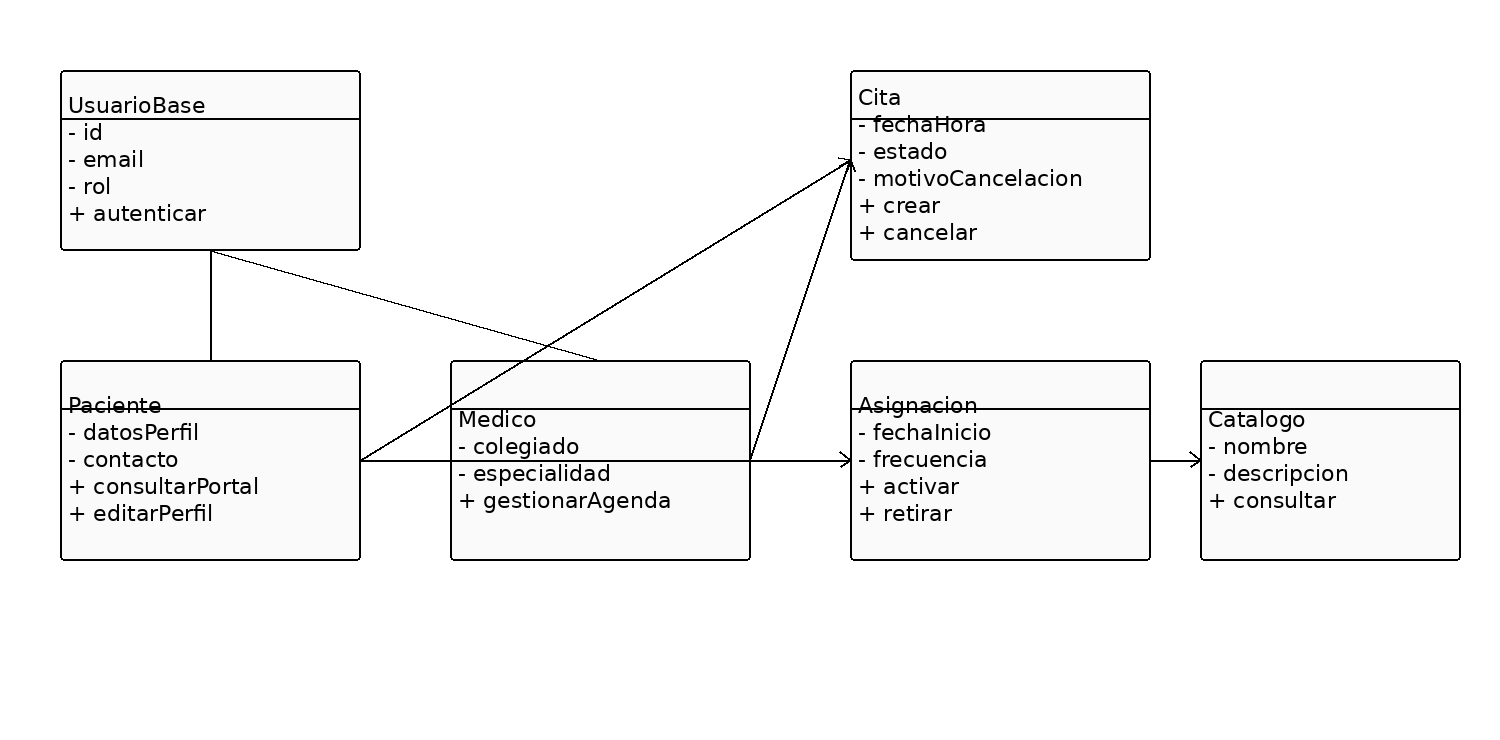 UsuarioBase
- id
- email
- rol
+ autenticar
Cita
- fechaHora
- estado
- motivoCancelacion
+ crear
+ cancelar
Paciente
- datosPerfil
- contacto
+ consultarPortal
+ editarPerfil
Medico
- colegiado
- especialidad
+ gestionarAgenda
Asignacion
- fechaInicio
- frecuencia
+ activar
+ retirar
Catalogo
- nombre
- descripcion
+ consultar